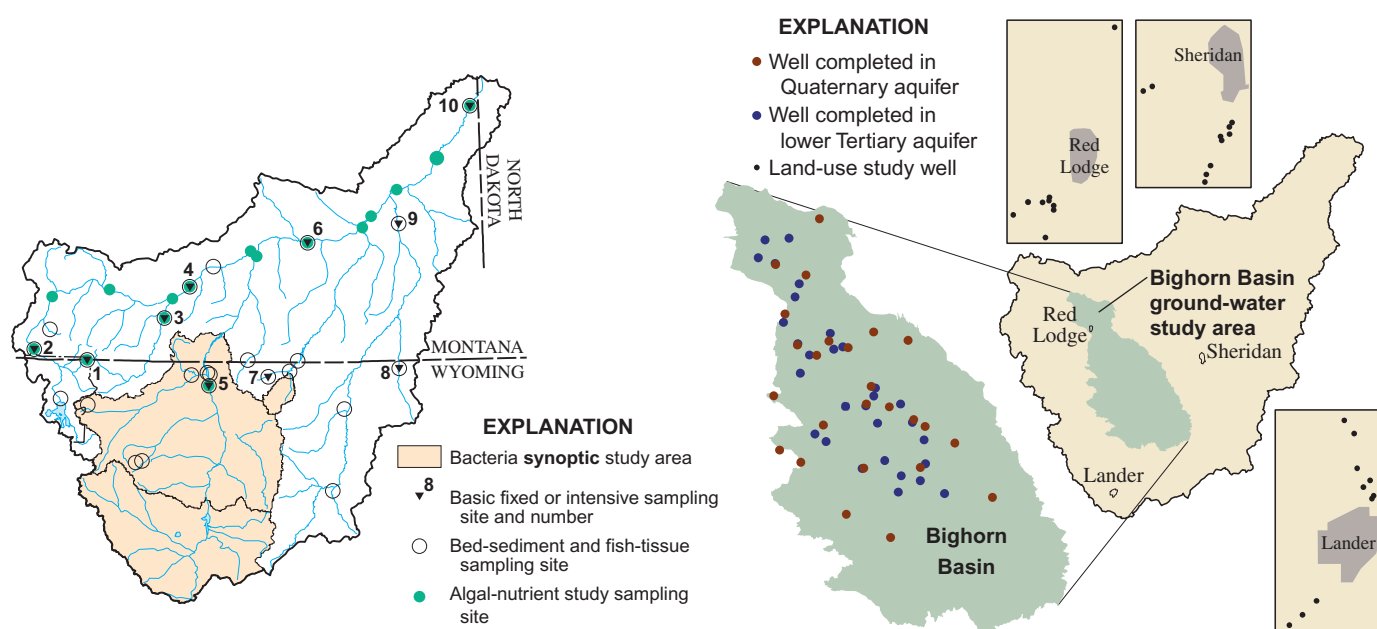 10
NORTH
DAKOTA
9
6
4
3
2
1
MONTANA
WYOMING
5
7
8
EXPLANATION
Bacteria synoptic study area
8
Basic fixed or intensive sampling
site and number
Bed-sediment and fish-tissue
sampling site
Algal-nutrient study sampling
site
EXPLANATION
Well completed in
Quaternary aquifer
Well completed in
lower Tertiary aquifer
Land-use study well
Bighorn
Basin
Red
Lodge
Sheridan
Bighorn Basin
ground-water
study area
Red
Lodge
Sheridan
Lander
Lander